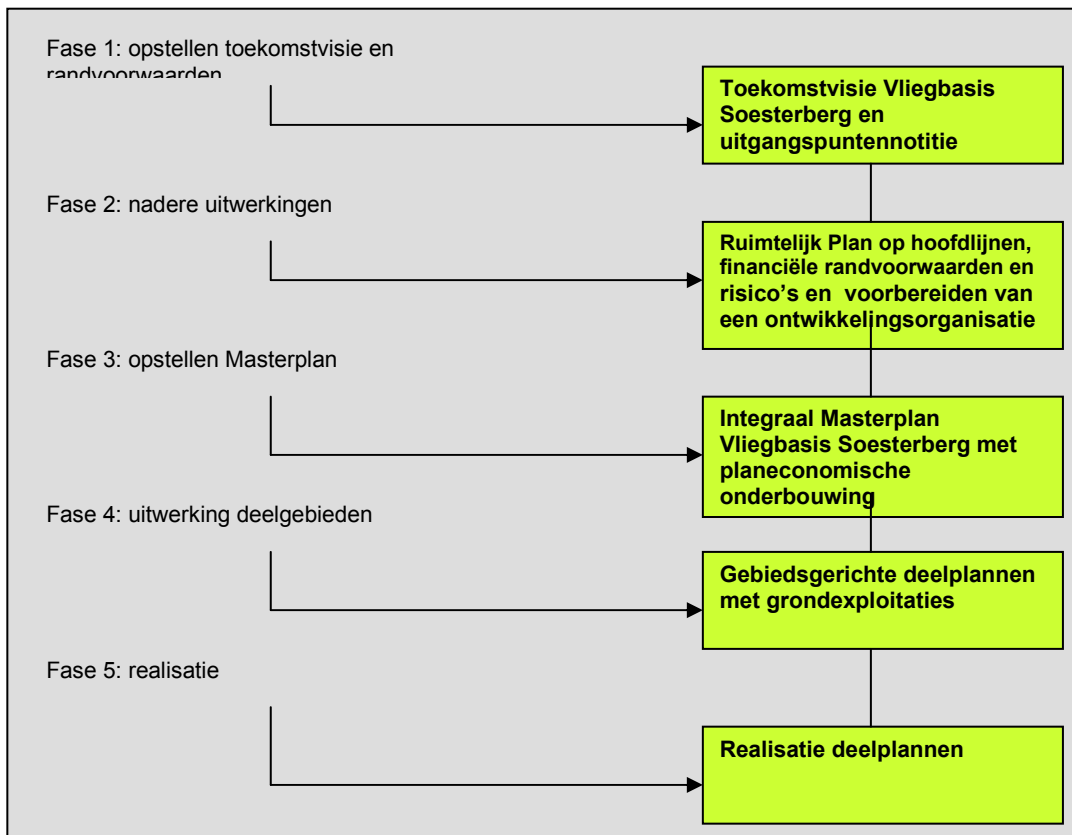 Fase 1: opstellen toekomstvisie en
randvoorwaarden
Toekomstvisie Vliegbasis
Soesterberg en
uitgangspuntennotitie
Fase 2: nadere uitwerkingen
Ruimtelijk Plan op hoofdlijnen,
financiële randvoorwaarden en
risico's en voorbereiden van
een ontwikkelingsorganisatie
Fase 3: opstellen Masterplan
Integraal Masterplan
Vliegbasis Soesterberg met
planeconomische
onderbouwing
Fase 4: uitwerking deelgebieden
Gebiedsgerichte deelplannen
met grondexploitaties
Fase 5: realisatie
Realisatie deelplannen